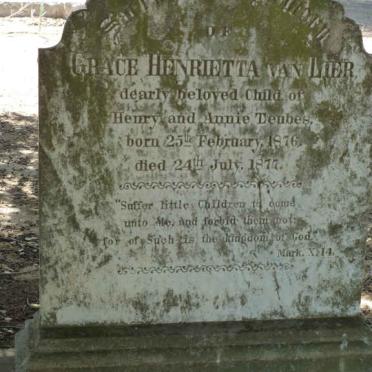 OF
GRACE HENRIETTA VAN LIER
dearly beloved Child of
Henry and Annie Teubes.
born 25th February, 1876.
died 24th July, 1877.
"Suffer little Children to come
unto Me, and forbid them not:
for of Such is the kingdom of God."
Mark. X. 14.